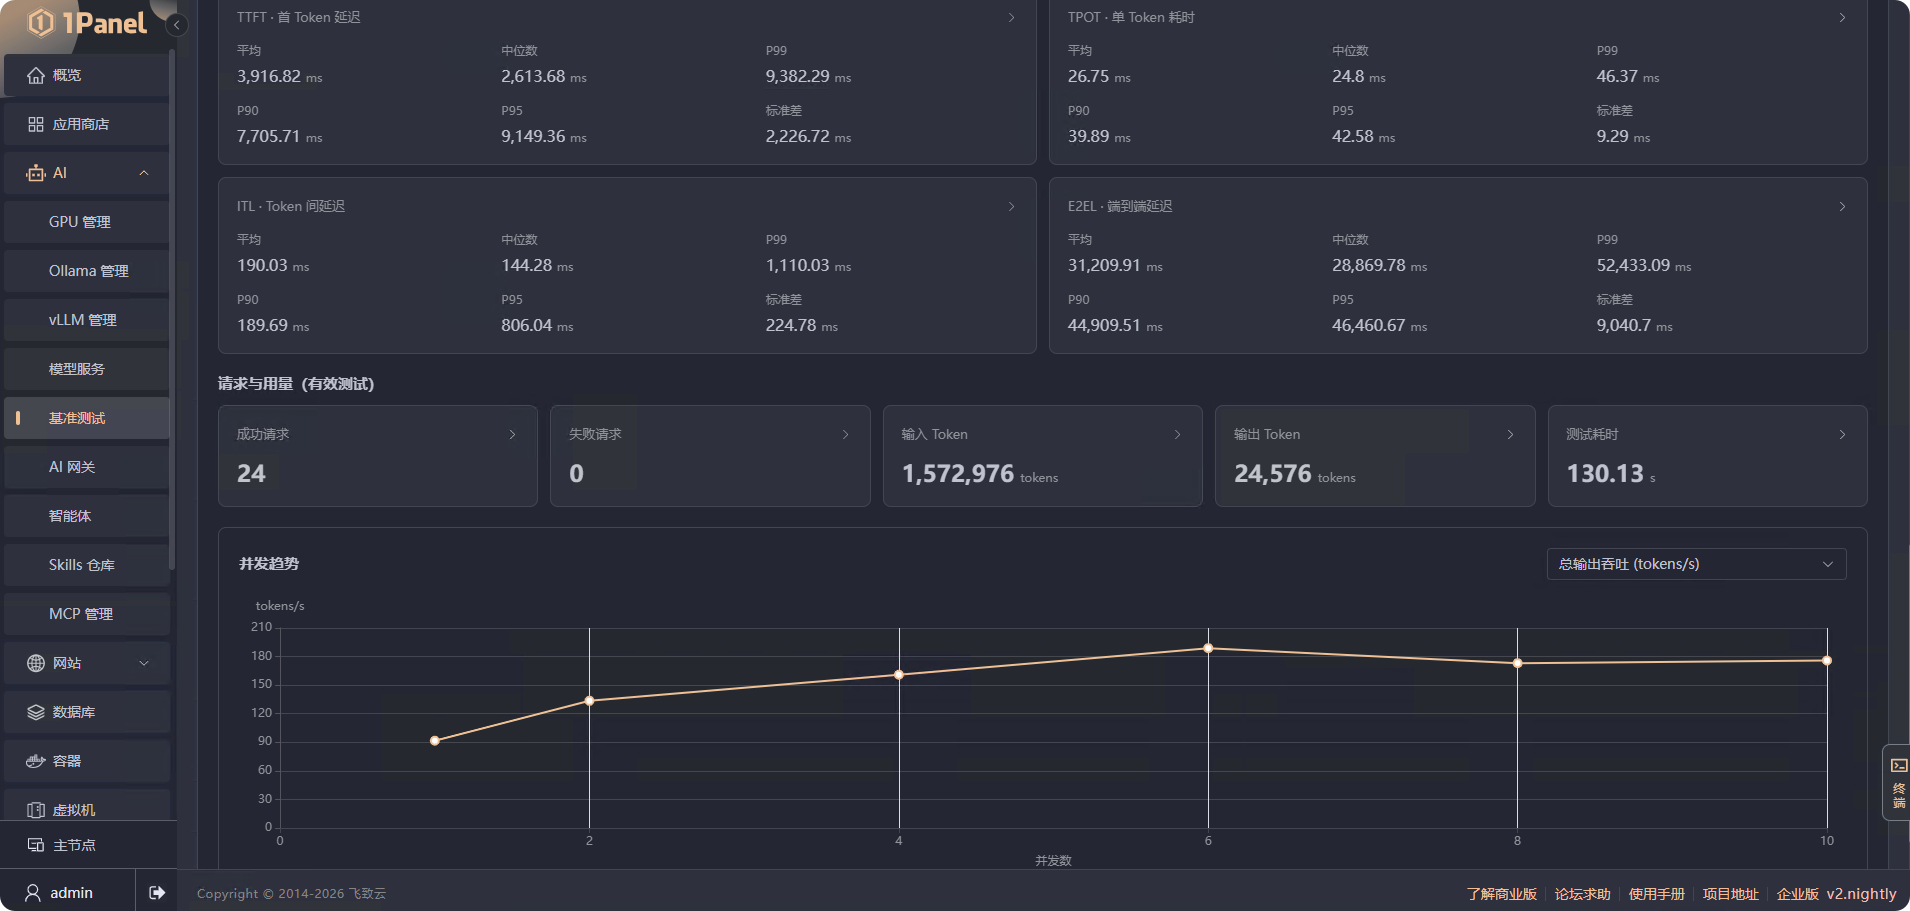 1Panel
概览
应用商店
AI
GPU 管理
Ollama 管理
vLLM 管理
模型服务
基准测试
AI 网关
智能体
Skills 仓库
MCP 管理
网站
数据库
容器
虚拟机
主节点
admin
TTFT · 首 Token 延迟
平均 中位数 P99
3,916.82 ms 2,613.68 ms 9,382.29 ms
P90 P95 标准差
7,705.71 ms 9,149.36 ms 2,226.72 ms
TPOT · 单 Token 耗时
平均 中位数 P99
26.75 ms 24.8 ms 46.37 ms
P90 P95 标准差
39.89 ms 42.58 ms 9.29 ms
ITL · Token 间延迟
平均 中位数 P99
190.03 ms 144.28 ms 1,110.03 ms
P90 P95 标准差
189.69 ms 806.04 ms 224.78 ms
E2EL · 端到端延迟
平均 中位数 P99
31,209.91 ms 28,869.78 ms 52,433.09 ms
P90 P95 标准差
44,909.51 ms 46,460.67 ms 9,040.7 ms
请求与用量（有效测试）
成功请求
24
失败请求
0
输入 Token
1,572,976 tokens
输出 Token
24,576 tokens
测试耗时
130.13 s
并发趋势
总输出吞吐 (tokens/s)
tokens/s
210
180
150
120
90
60
30
0
0 2 4 6 8 10
并发数
终端
Copyright © 2014-2026 飞致云
了解商业版 论坛求助 使用手册 项目地址 企业版 v2.nightly